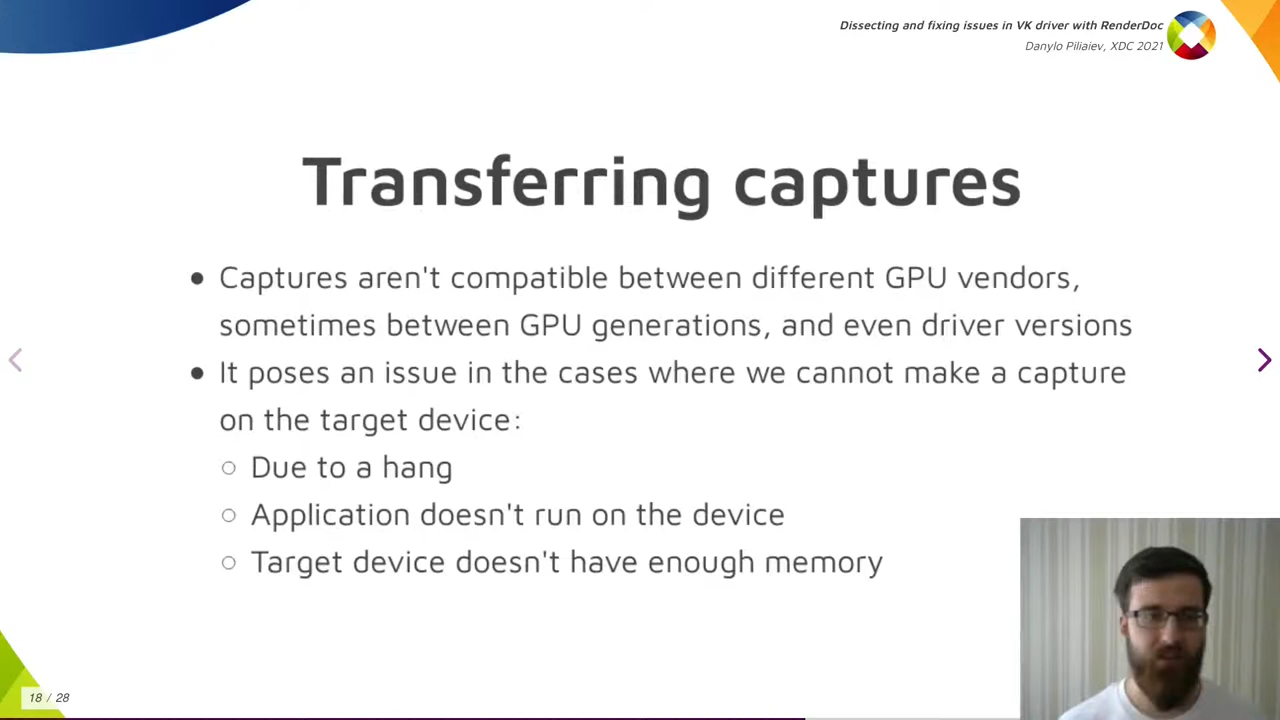 Dissecting and fixing issues in VK driver with RenderDoc
Danylo Piliaiev, XDC 2021
Transferring captures
Captures aren't compatible between different GPU vendors,
sometimes between GPU generations, and even driver versions
It poses an issue in the cases where we cannot make a capture
on the target device:
Due to a hang
Application doesn't run on the device
Target device doesn't have enough memory
18 / 28